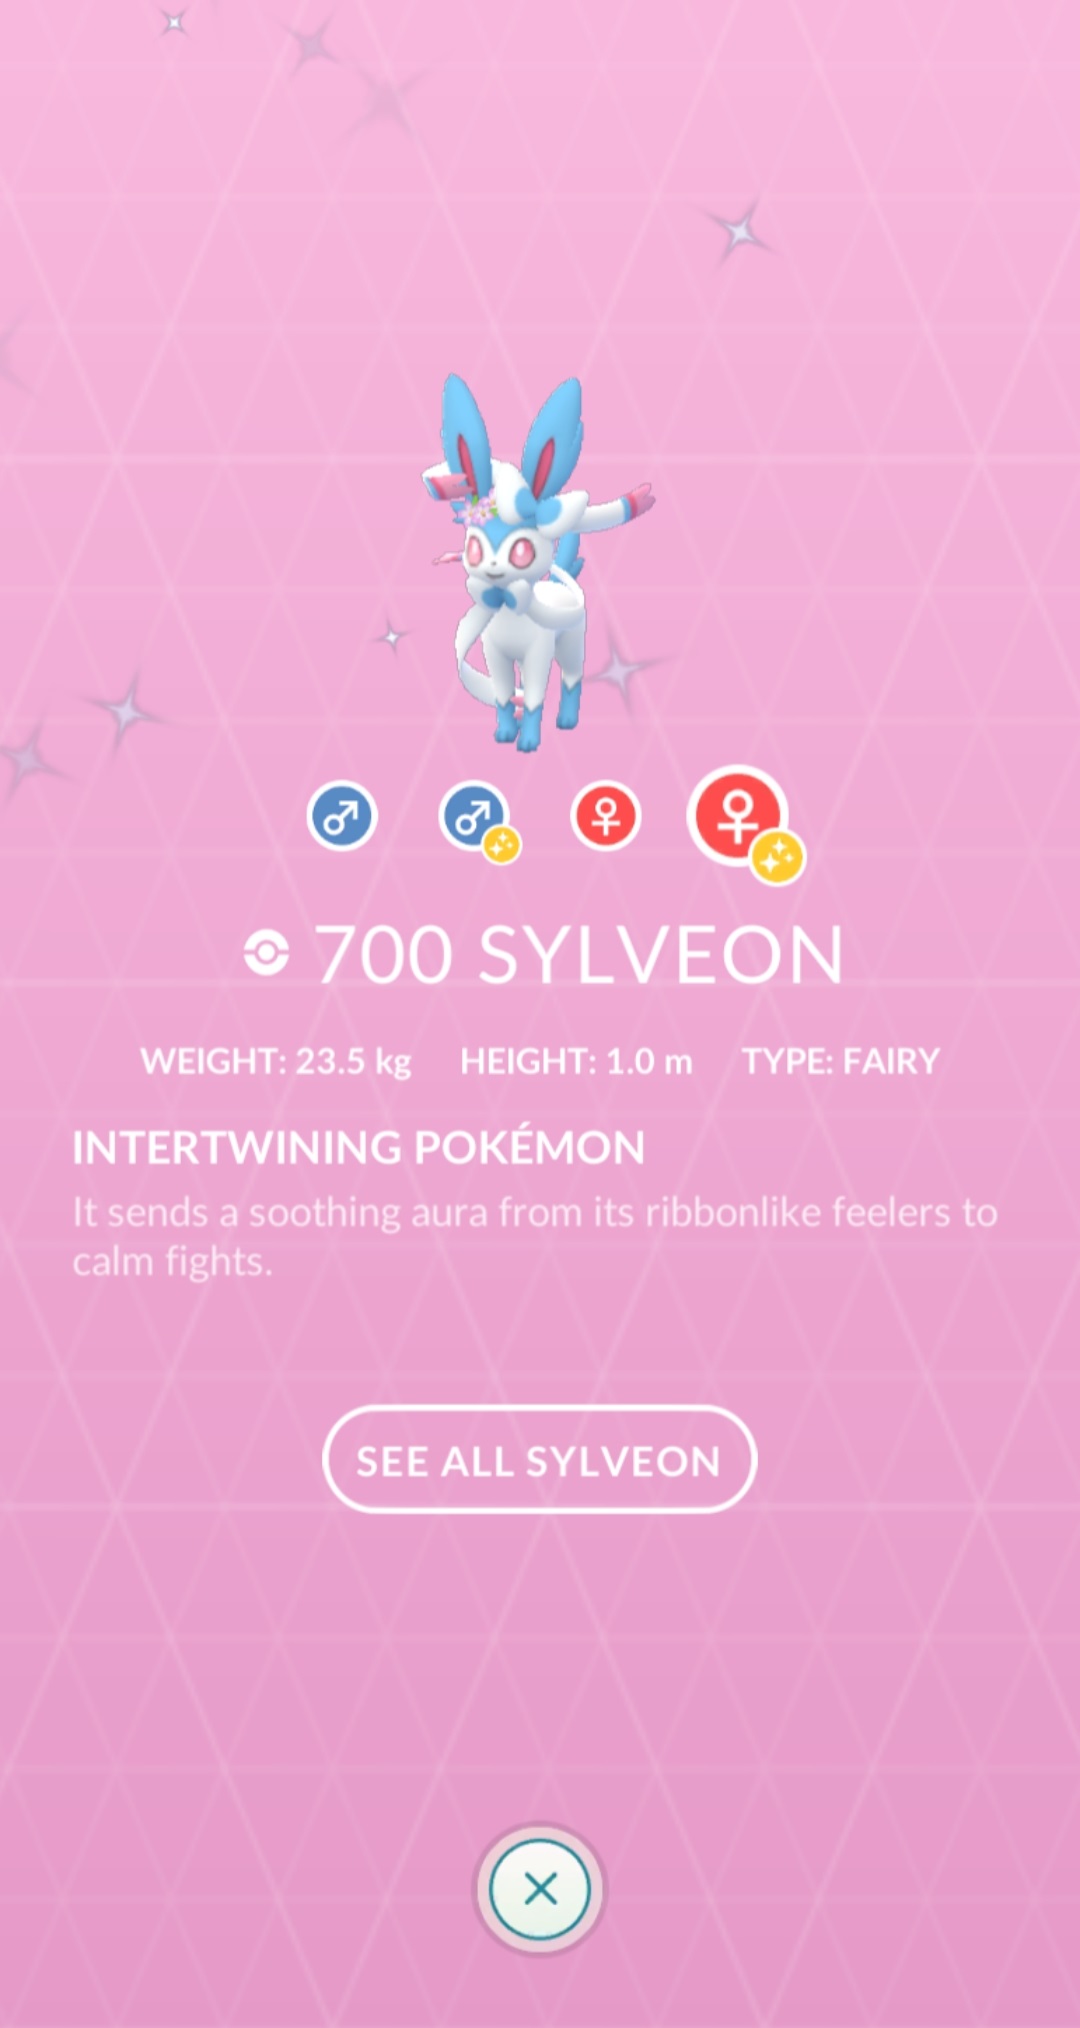 700 SYLVEON
WEIGHT: 23.5 kg HEIGHT: 1.0 m TYPE: FAIRY
INTERTWINING POKÉMON
It sends a soothing aura from its ribbonlike feelers to
calm fights.
SEE ALL SYLVEON